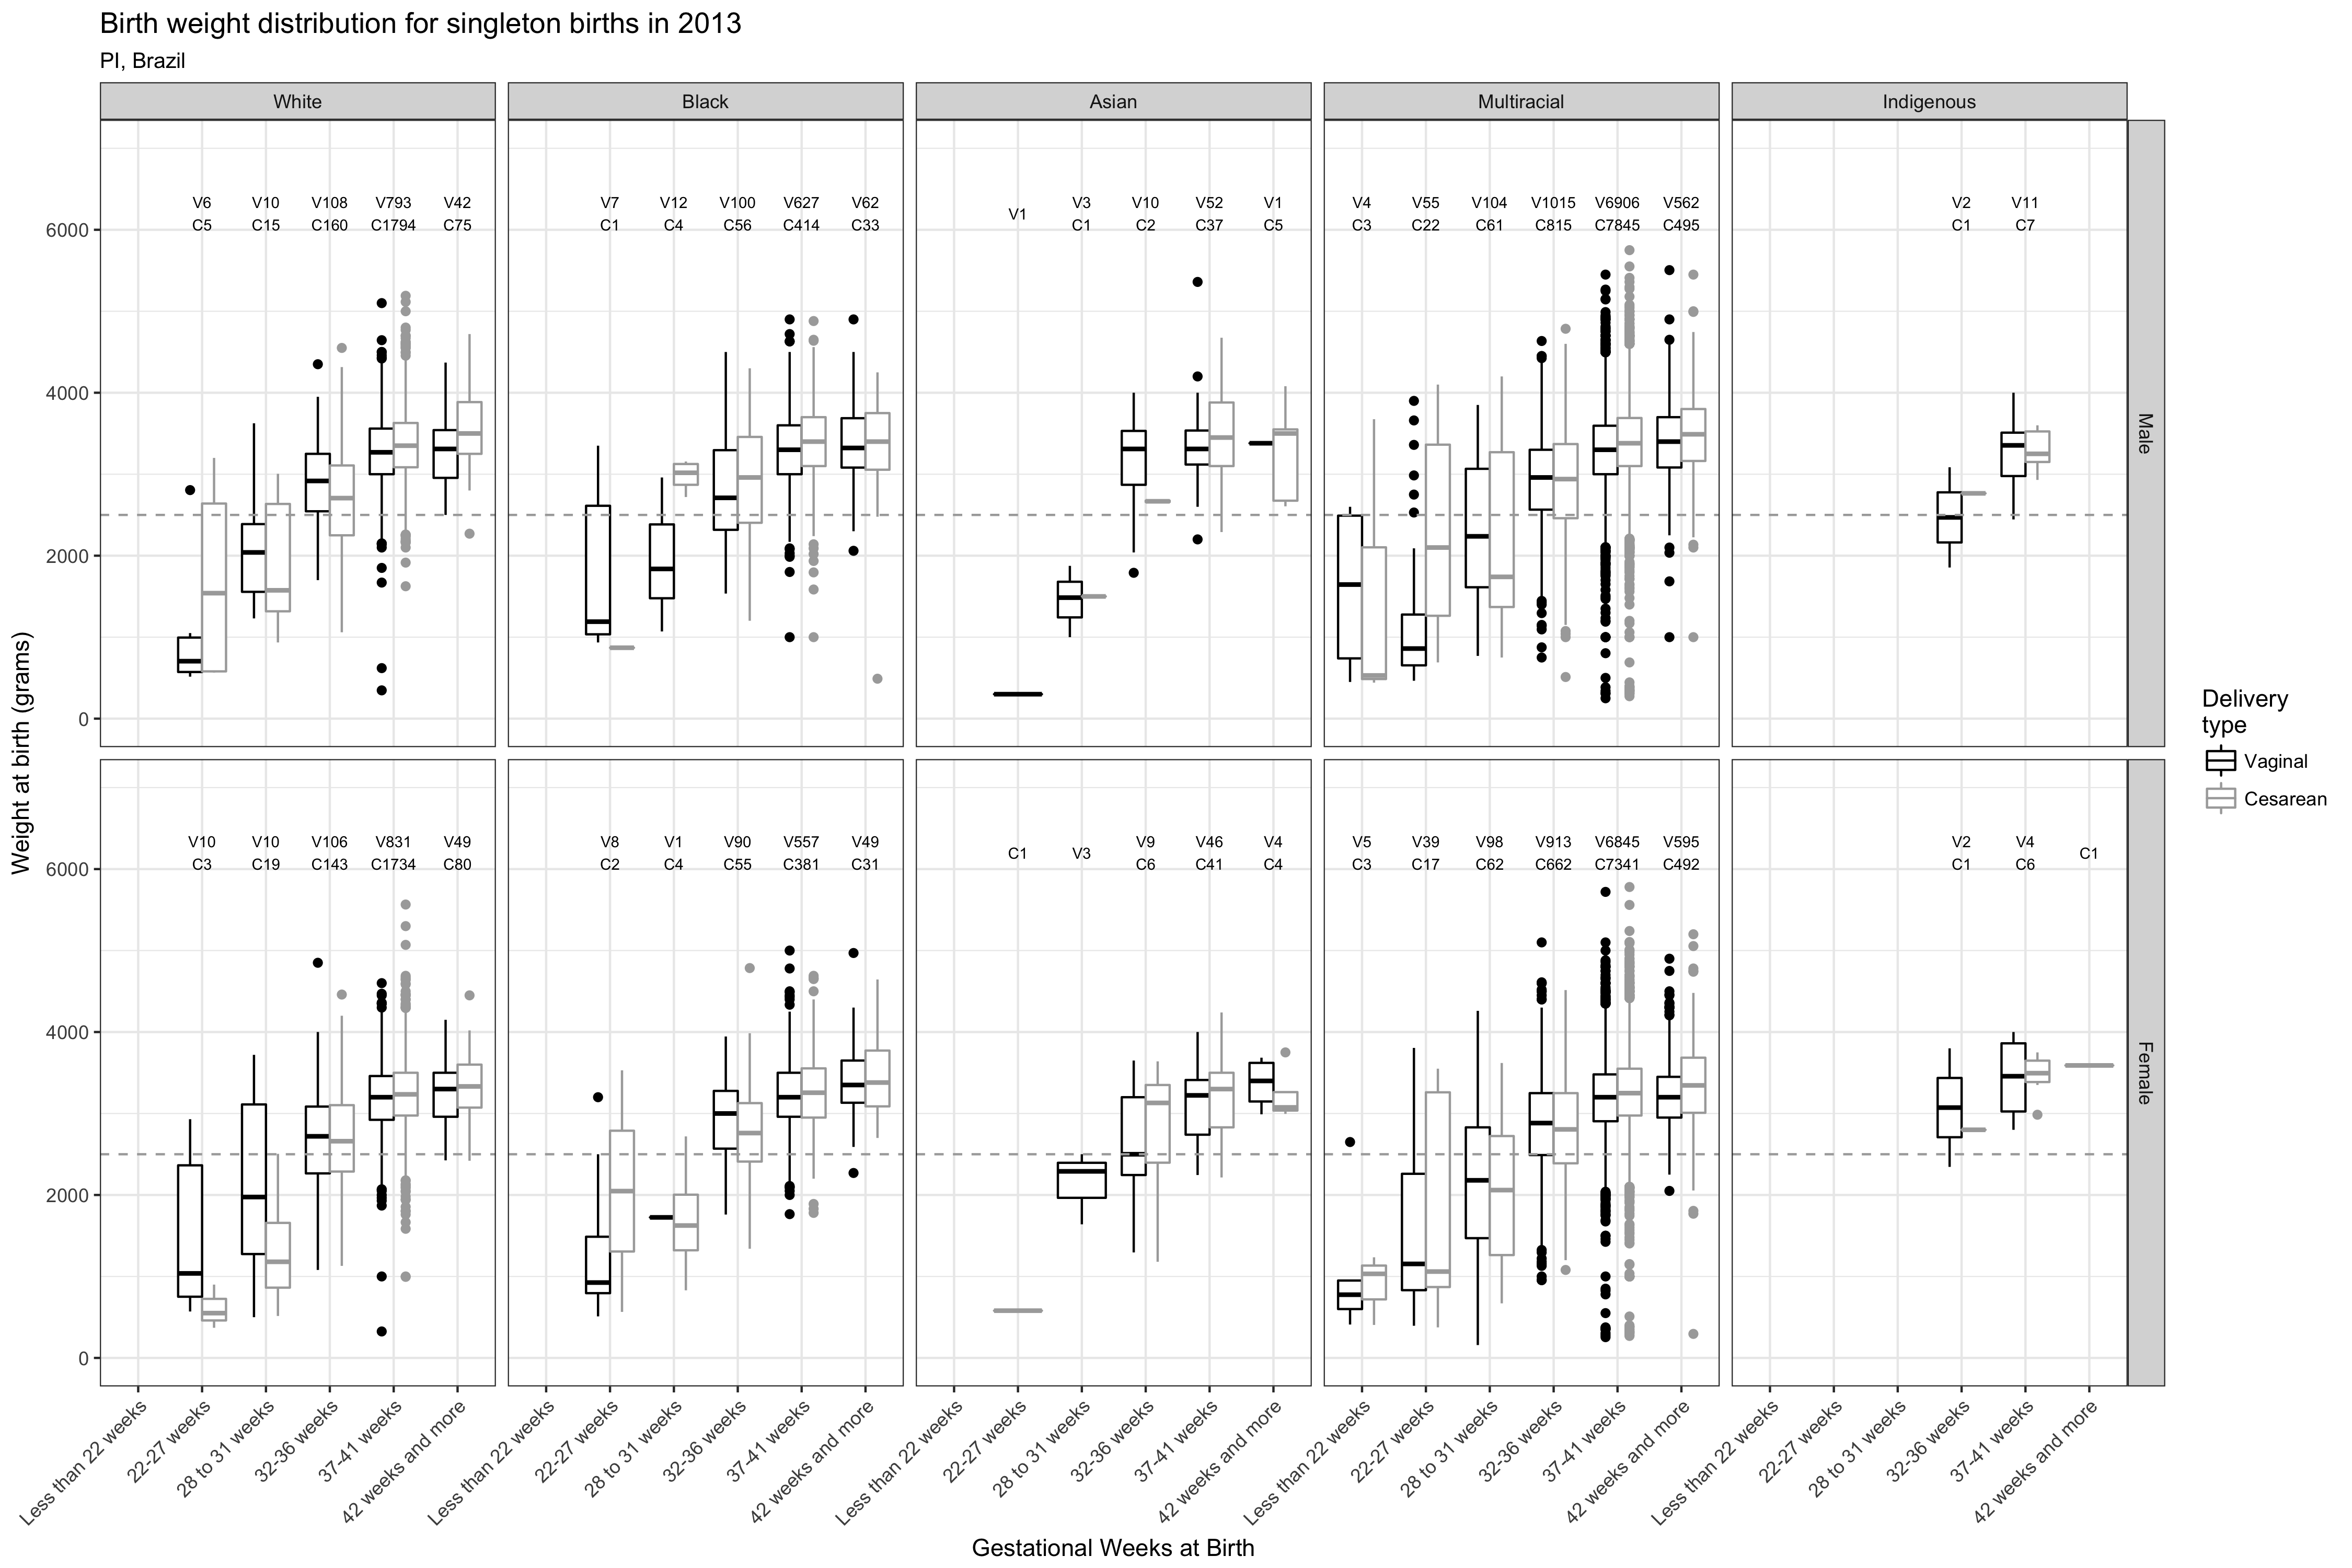 Birth weight distribution for singleton births in 2013
PI, Brazil
White
Black
Asian
Multiracial
Indigenous
V6 V10 V108 V793 V42
C5 C15 C160 C1794 C75
V7 V12 V100 V627 V62
C1 C4 C56 C414 C33
V1
V3 V10 V52 V1
C1 C2 C37 C5
V4 V55 V104 V1015 V6906 V562
C3 C22 C61 C815 C7845 C495
V2 V11
C1 C7
6000
4000
2000
0
Male
V10 V10 V106 V831 V49
C3 C19 C143 C1734 C80
V8 V1 V90 V557 V49
C2 C4 C55 C381 C31
C1
V3
V9 V46 V4
C6 C41 C4
V5 V39 V98 V913 V6845 V595
C3 C17 C62 C662 C7341 C492
V2 V4
C1 C6
C1
6000
4000
2000
0
Female
Weight at birth (grams)
Less than 22 weeks
22-27 weeks
28 to 31 weeks
32-36 weeks
37-41 weeks
42 weeks and more
Less than 22 weeks
22-27 weeks
28 to 31 weeks
32-36 weeks
37-41 weeks
42 weeks and more
Less than 22 weeks
22-27 weeks
28 to 31 weeks
32-36 weeks
37-41 weeks
42 weeks and more
Less than 22 weeks
22-27 weeks
28 to 31 weeks
32-36 weeks
37-41 weeks
42 weeks and more
Less than 22 weeks
22-27 weeks
28 to 31 weeks
32-36 weeks
37-41 weeks
42 weeks and more
Gestational Weeks at Birth
Delivery
type
Vaginal
Cesarean